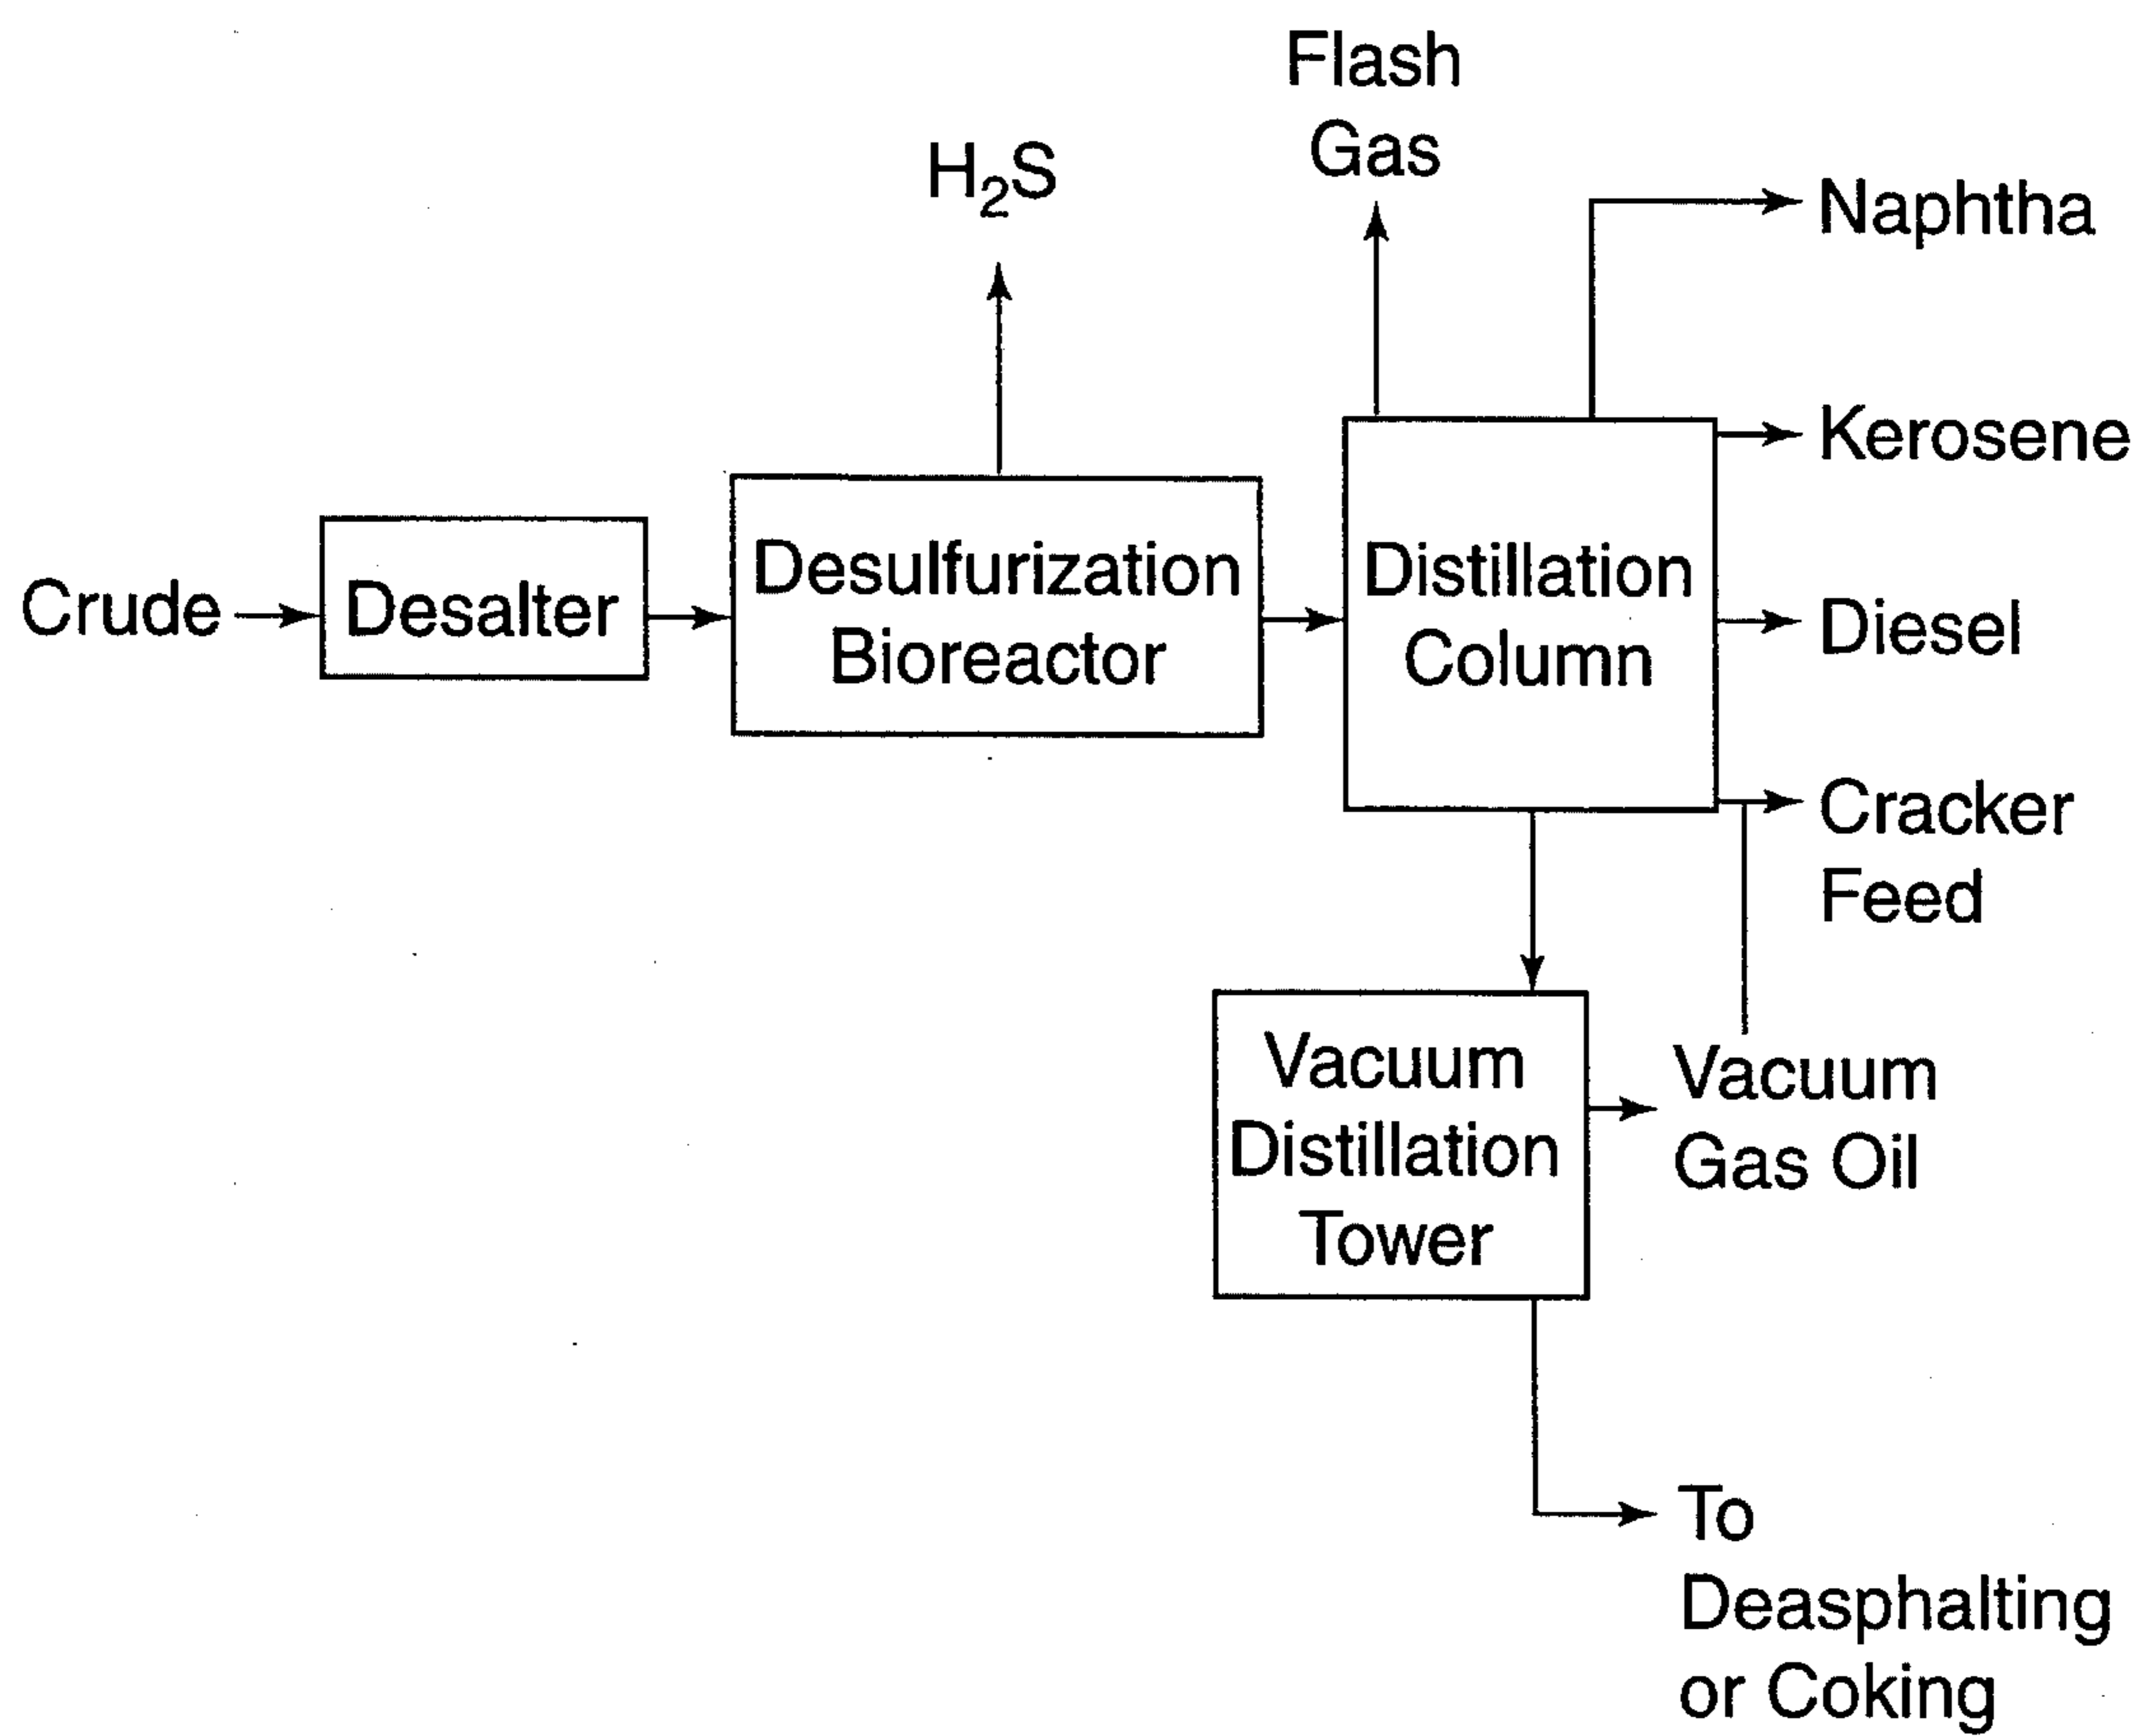 Flash
Gas
H₂S
Naphtha
Kerosene
Crude
Desalter
Desulfurization
Bioreactor
Distillation
Column
Diesel
Cracker
Feed
Vacuum
Distillation
Tower
Vacuum
Gas Oil
To
Deasphalting
or Coking